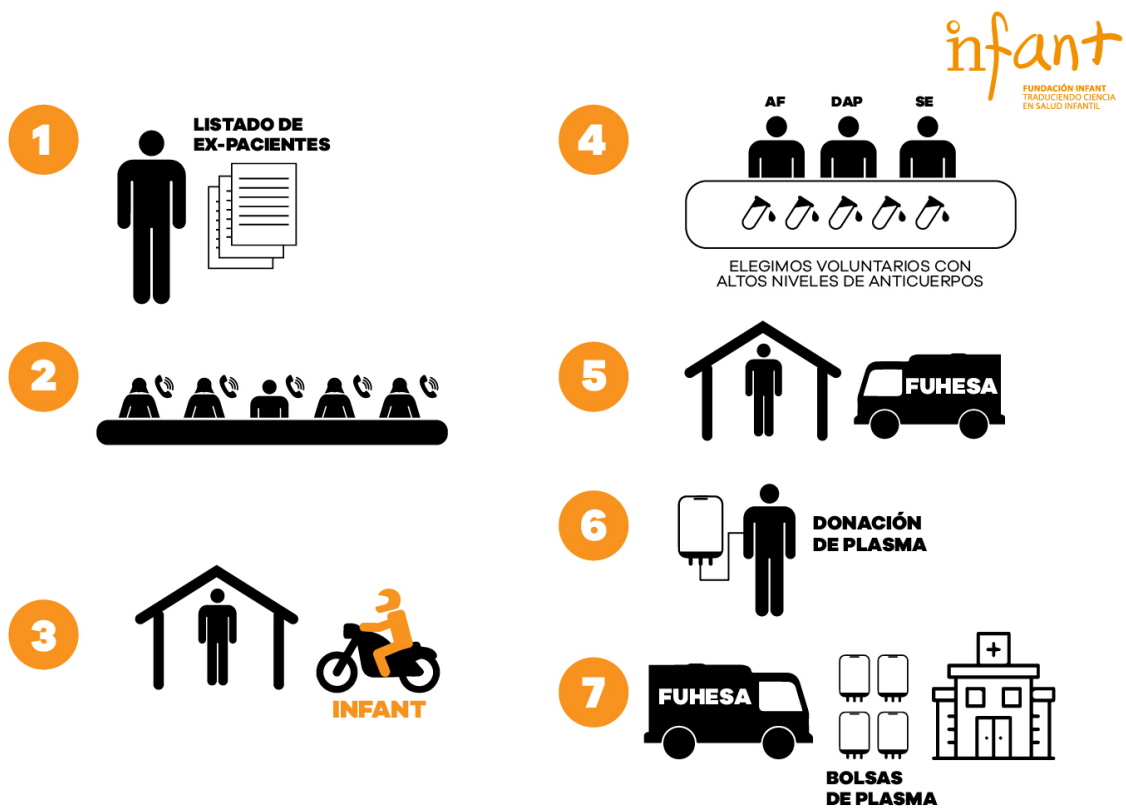 infant
FUNDACIÓN INFANT
TRADUCIENDO CIENCIA
EN SALUD INFANTIL
1
LISTADO DE
EX-PACIENTES
2
3
INFANT
4
AF DAP SE
ELEGIMOS VOLUNTARIOS CON
ALTOS NIVELES DE ANTICUERPOS
5
FUHESA
6
DONACIÓN
DE PLASMA
7
FUHESA
BOLSAS
DE PLASMA